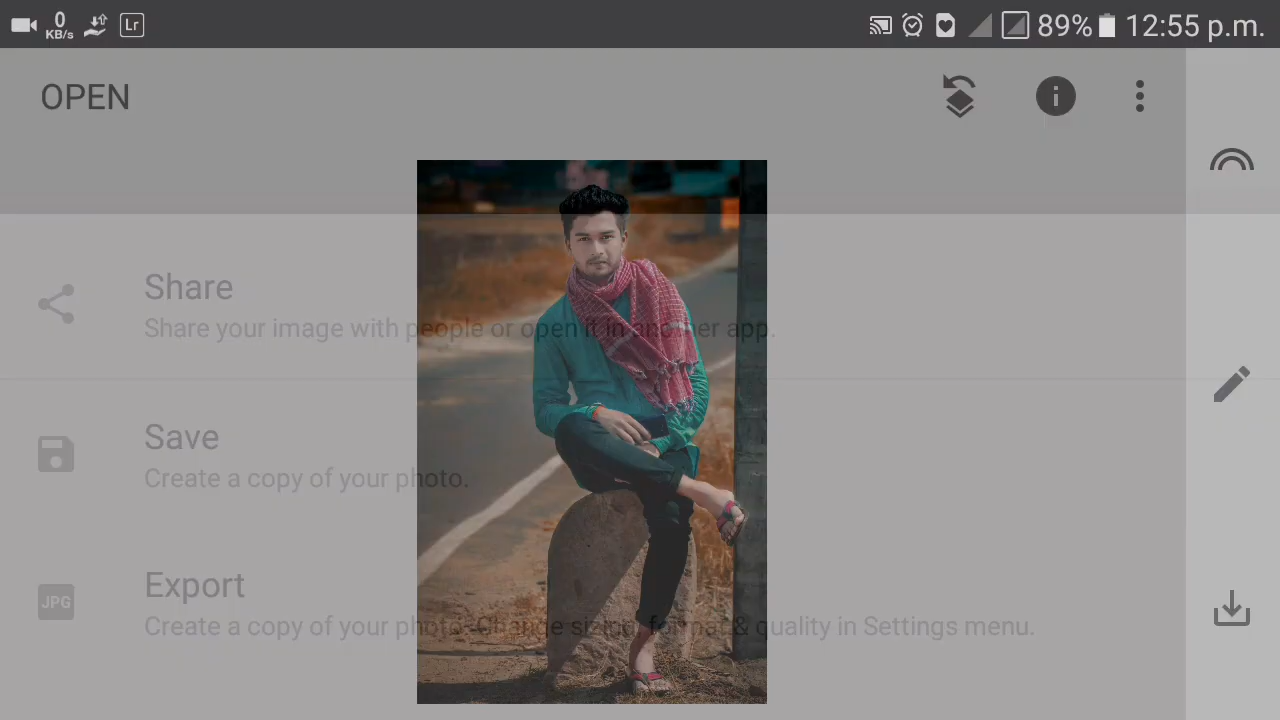 0
KB/s
Lr
89%
12:55 p.m.
OPEN
i
Share
Share your image with people or open it in another app.
Save
Create a copy of your photo.
JPG
Export
Create a copy of your photo. Change sizing, format & quality in Settings menu.